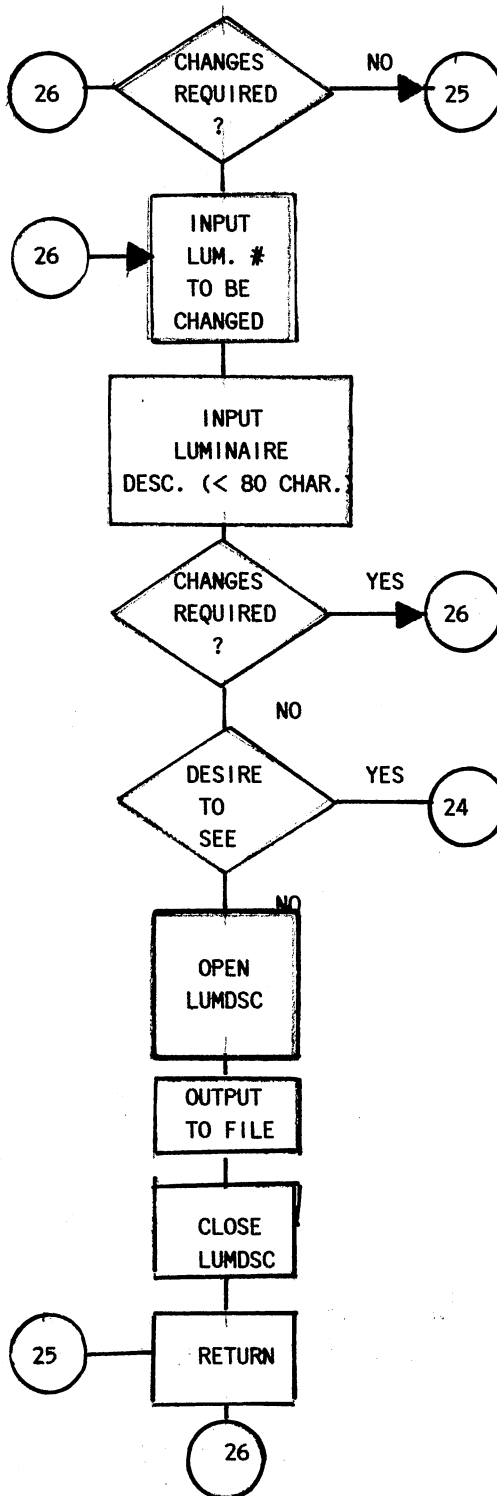 26
CHANGES
REQUIRED
?
NO
25
26
INPUT
LUM. #
TO BE
CHANGED
INPUT
LUMINAIRE
DESC. (< 80 CHAR.)
CHANGES
REQUIRED
?
YES
26
NO
DESIRE
TO
SEE
YES
24
NO
OPEN
LUMDSC
OUTPUT
TO FILE
CLOSE
LUMDSC
25
RETURN
26